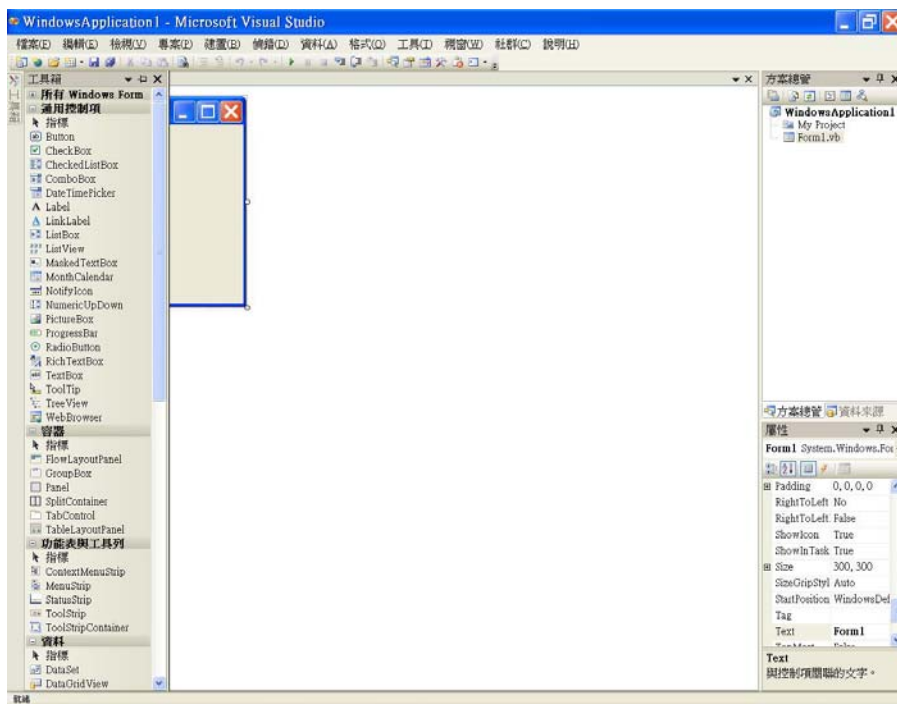 WindowsApplication1 - Microsoft Visual Studio
檔案(F) 編輯(E) 檢視(V) 專案(P) 建置(B) 偵錯(D) 資料(A) 格式(O) 工具(T) 視窗(W) 社群(C) 說明(H)
工具箱
所有 Windows Form
通用控制項
指標
Button
CheckBox
CheckedListBox
ComboBox
DateTimePicker
Label
LinkLabel
ListBox
ListView
MaskedTextBox
MonthCalendar
NotifyIcon
NumericUpDown
PictureBox
ProgressBar
RadioButton
RichTextBox
TextBox
ToolTip
TreeView
WebBrowser
容器
指標
FlowLayoutPanel
GroupBox
Panel
SplitContainer
TabControl
TableLayoutPanel
功能表與工具列
指標
ContextMenuStrip
MenuStrip
StatusStrip
ToolStrip
ToolStripContainer
資料
指標
DataSet
DataGridView
方案總管
WindowsApplication1
My Project
Form1.vb
方案總管 資料來源
屬性
Form1 System.Windows.For
Padding 0, 0, 0, 0
RightToLeft No
RightToLeft False
ShowIcon True
ShowInTask True
Size 300, 300
SizeGripStyl Auto
StartPosition WindowsDef
Tag
Text Form1
TopMost False
Text
與控制項關聯的文字。
就緒